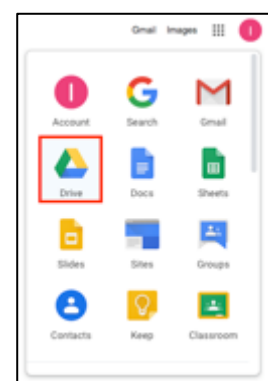 Gmail Images I
I
Account Search Gmail
Drive Docs Sheets
Slides Sites Groups
Contacts Keep Classroom